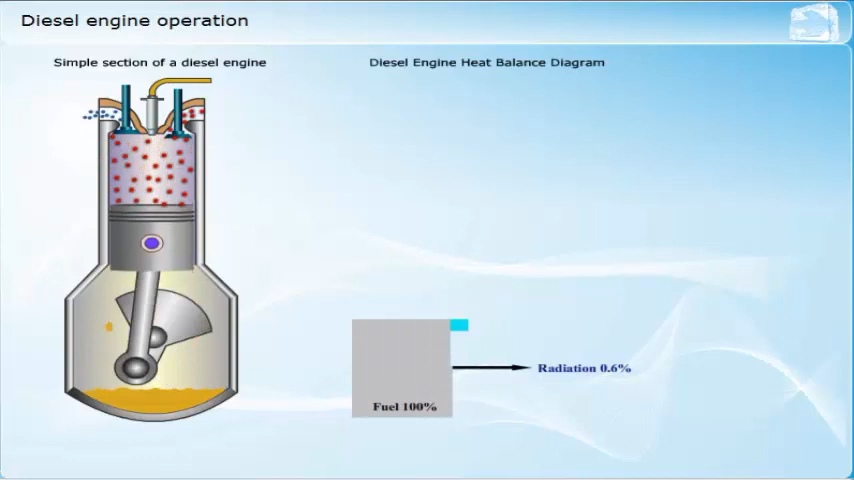 Diesel engine operation
Simple section of a diesel engine
Diesel Engine Heat Balance Diagram
Radiation 0.6%
Fuel 100%